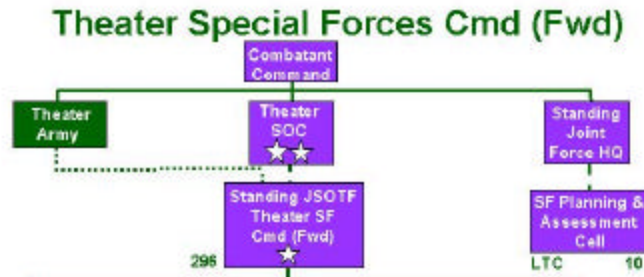 Theater Special Forces Cmd (Fwd)
Combatant
Command
Theater
Army
Theater
SOC
Standing
Joint
Force HQ
Standing JSOTF
Theater SF
Cmd (Fwd)
296
SF Planning &
Assessment
Cell
LTC 10